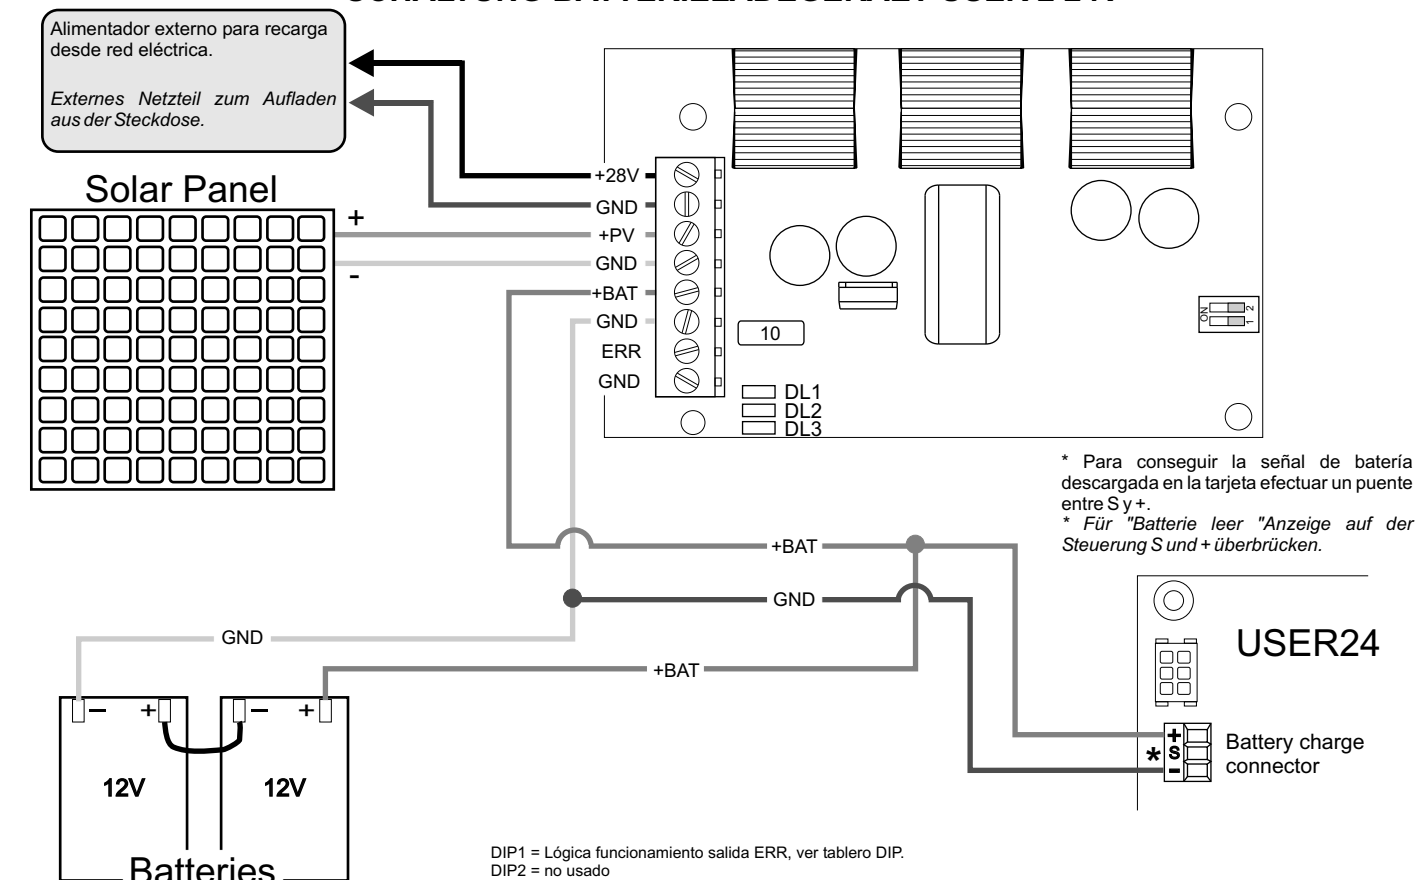 Alimentador externo para recarga
desde red eléctrica.
Externes Netzteil zum Aufladen
aus der Steckdose.
Solar Panel
+
-
+28V
GND
+PV
GND
+BAT
GND
ERR
GND
10
DL1
DL2
DL3
ON
2
1
* Para conseguir la señal de batería
descargada en la tarjeta efectuar un puente
entre S y +.
* Für "Batterie leer "Anzeige auf der
Steuerung S und + überbrücken.
+BAT
GND
GND
+BAT
USER24
- +
- +
12V
12V
Batteries
+
* S
-
Battery charge
connector
DIP1 = Lógica funcionamiento salida ERR, ver tablero DIP.
DIP2 = no usado